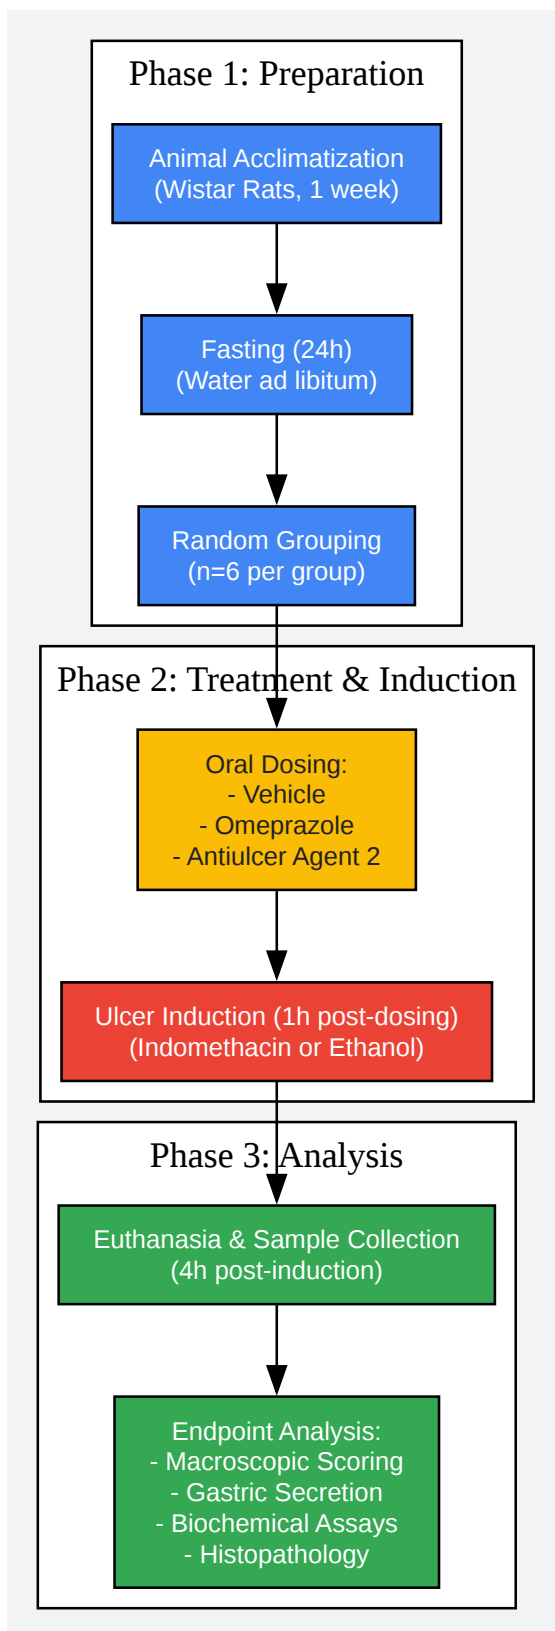 Phase 1: Preparation
Animal Acclimatization
(Wistar Rats, 1 week)
Fasting (24h)
(Water ad libitum)
Random Grouping
(n=6 per group)
Phase 2: Treatment & Induction
Oral Dosing:
- Vehicle
- Omeprazole
- Antiulcer Agent 2
Ulcer Induction (1h post-dosing)
(Indomethacin or Ethanol)
Phase 3: Analysis
Euthanasia & Sample Collection
(4h post-induction)
Endpoint Analysis:
- Macroscopic Scoring
- Gastric Secretion
- Biochemical Assays
- Histopathology